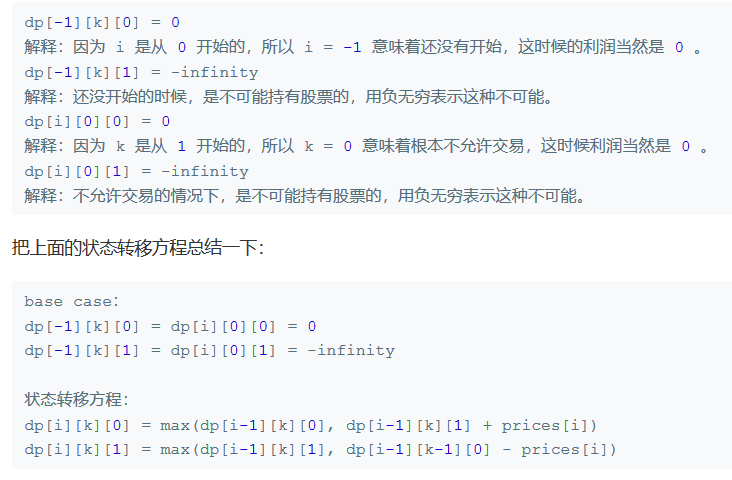 dp[-1][k][0] = 0
解释：因为 i 是从 0 开始的，所以 i = -1 意味着还没有开始，这时候的利润当然是 0 。
dp[-1][k][1] = -infinity
解释：还没开始的时候，是不可能持有股票的，用负无穷表示这种不可能。
dp[i][0][0] = 0
解释：因为 k 是从 1 开始的，所以 k = 0 意味着根本不允许交易，这时候利润当然是 0 。
dp[i][0][1] = -infinity
解释：不允许交易的情况下，是不可能持有股票的，用负无穷表示这种不可能。
把上面的状态转移方程总结一下：
base case：
dp[-1][k][0] = dp[i][0][0] = 0
dp[-1][k][1] = dp[i][0][1] = -infinity
状态转移方程：
dp[i][k][0] = max(dp[i-1][k][0], dp[i-1][k][1] + prices[i])
dp[i][k][1] = max(dp[i-1][k][1], dp[i-1][k-1][0] - prices[i])